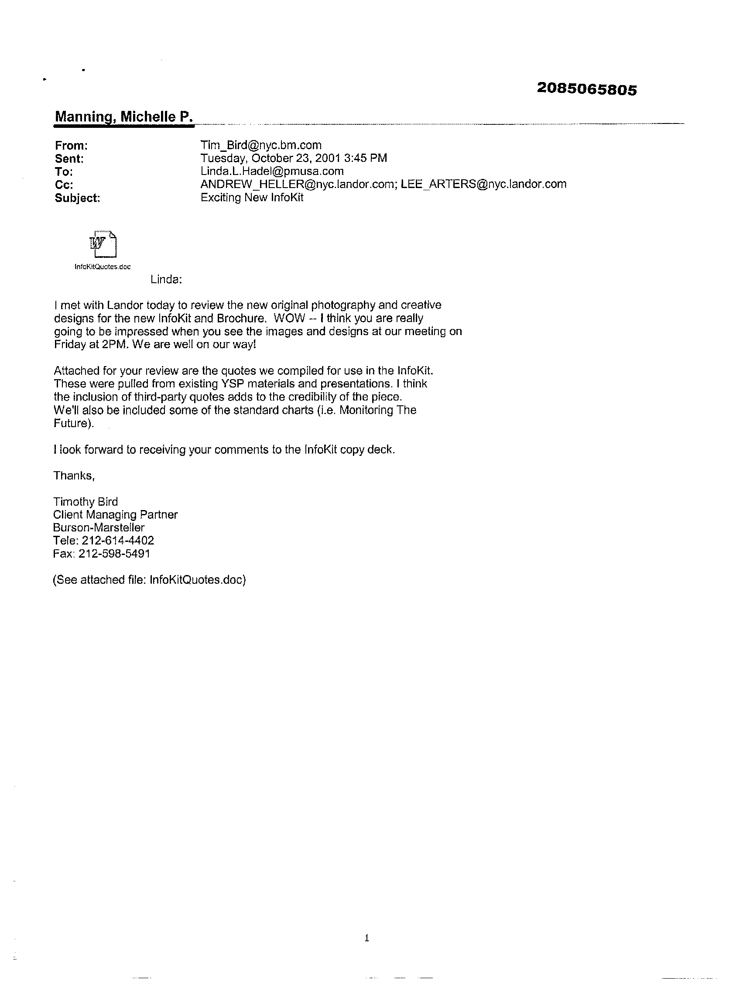 2085065805
Manning, Michelle P.
From: Tim_Bird@nyc.bm.com
Sent: Tuesday, October 23, 2001 3:45 PM
To: Linda.L.Hadel@pmusa.com
Cc: ANDREW_HELLER@nyc.landor.com; LEE_ARTERS@nyc.landor.com
Subject: Exciting New InfoKit
W
InfoKitQuotes.doc
Linda:
I met with Landor today to review the new original photography and creative
designs for the new InfoKit and Brochure. WOW -- I think you are really
going to be impressed when you see the images and designs at our meeting on
Friday at 2PM. We are well on our way!
Attached for your review are the quotes we compiled for use in the InfoKit.
These were pulled from existing YSP materials and presentations. I think
the inclusion of third-party quotes adds to the credibility of the piece.
We'll also be included some of the standard charts (i.e. Monitoring The
Future).
I look forward to receiving your comments to the InfoKit copy deck.
Thanks,
Timothy Bird
Client Managing Partner
Burson-Marsteller
Tele: 212-614-4402
Fax: 212-598-5491
(See attached file: InfoKitQuotes.doc)
1